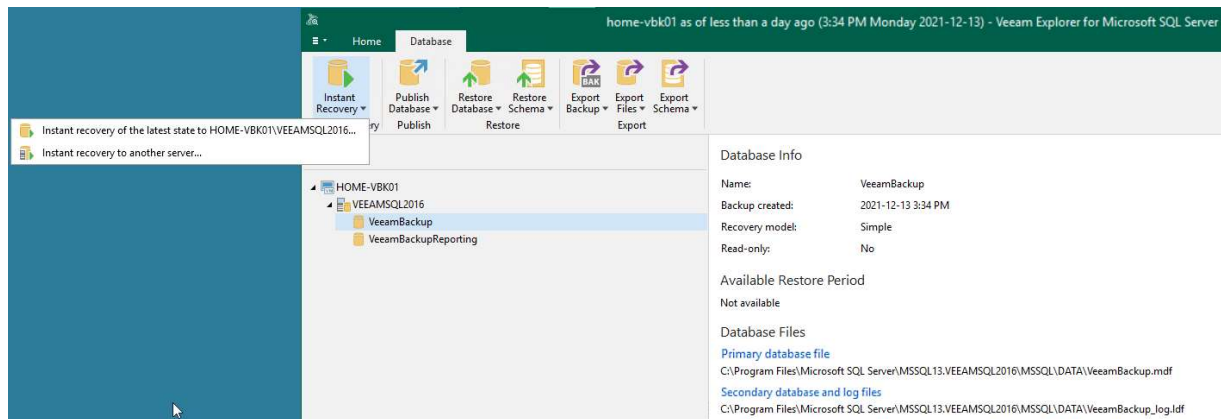 home-vbk01 as of less than a day ago (3:34 PM Monday 2021-12-13) - Veeam Explorer for Microsoft SQL Server
Home Database
Instant Recovery
Publish Database
Restore Database
Restore Schema
Export Backup
Export Files
Export Schema
BAK
ry Publish Restore Export
Instant recovery of the latest state to HOME-VBK01\VEEAMSQL2016...
Instant recovery to another server...
HOME-VBK01
VEEAMSQL2016
VeeamBackup
VeeamBackupReporting
Database Info
Name: VeeamBackup
Backup created: 2021-12-13 3:34 PM
Recovery model: Simple
Read-only: No
Available Restore Period
Not available
Database Files
Primary database file
C:\Program Files\Microsoft SQL Server\MSSQL13.VEEAMSQL2016\MSSQL\DATA\VeeamBackup.mdf
Secondary database and log files
C:\Program Files\Microsoft SQL Server\MSSQL13.VEEAMSQL2016\MSSQL\DATA\VeeamBackup_log.ldf